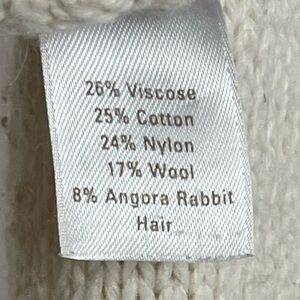 26% Viscose
25% Cotton
24% Nylon
17% Wool
8% Angora Rabbit
Hair